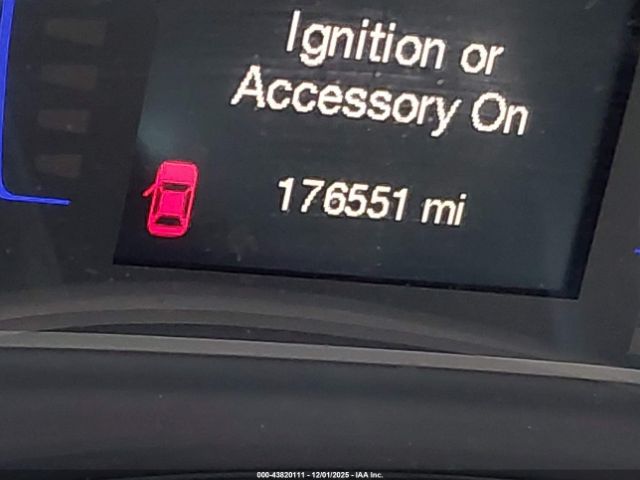 Ignition or
Accessory On
176551 mi
000-43820111 - 12/01/2025 - IAA Inc.